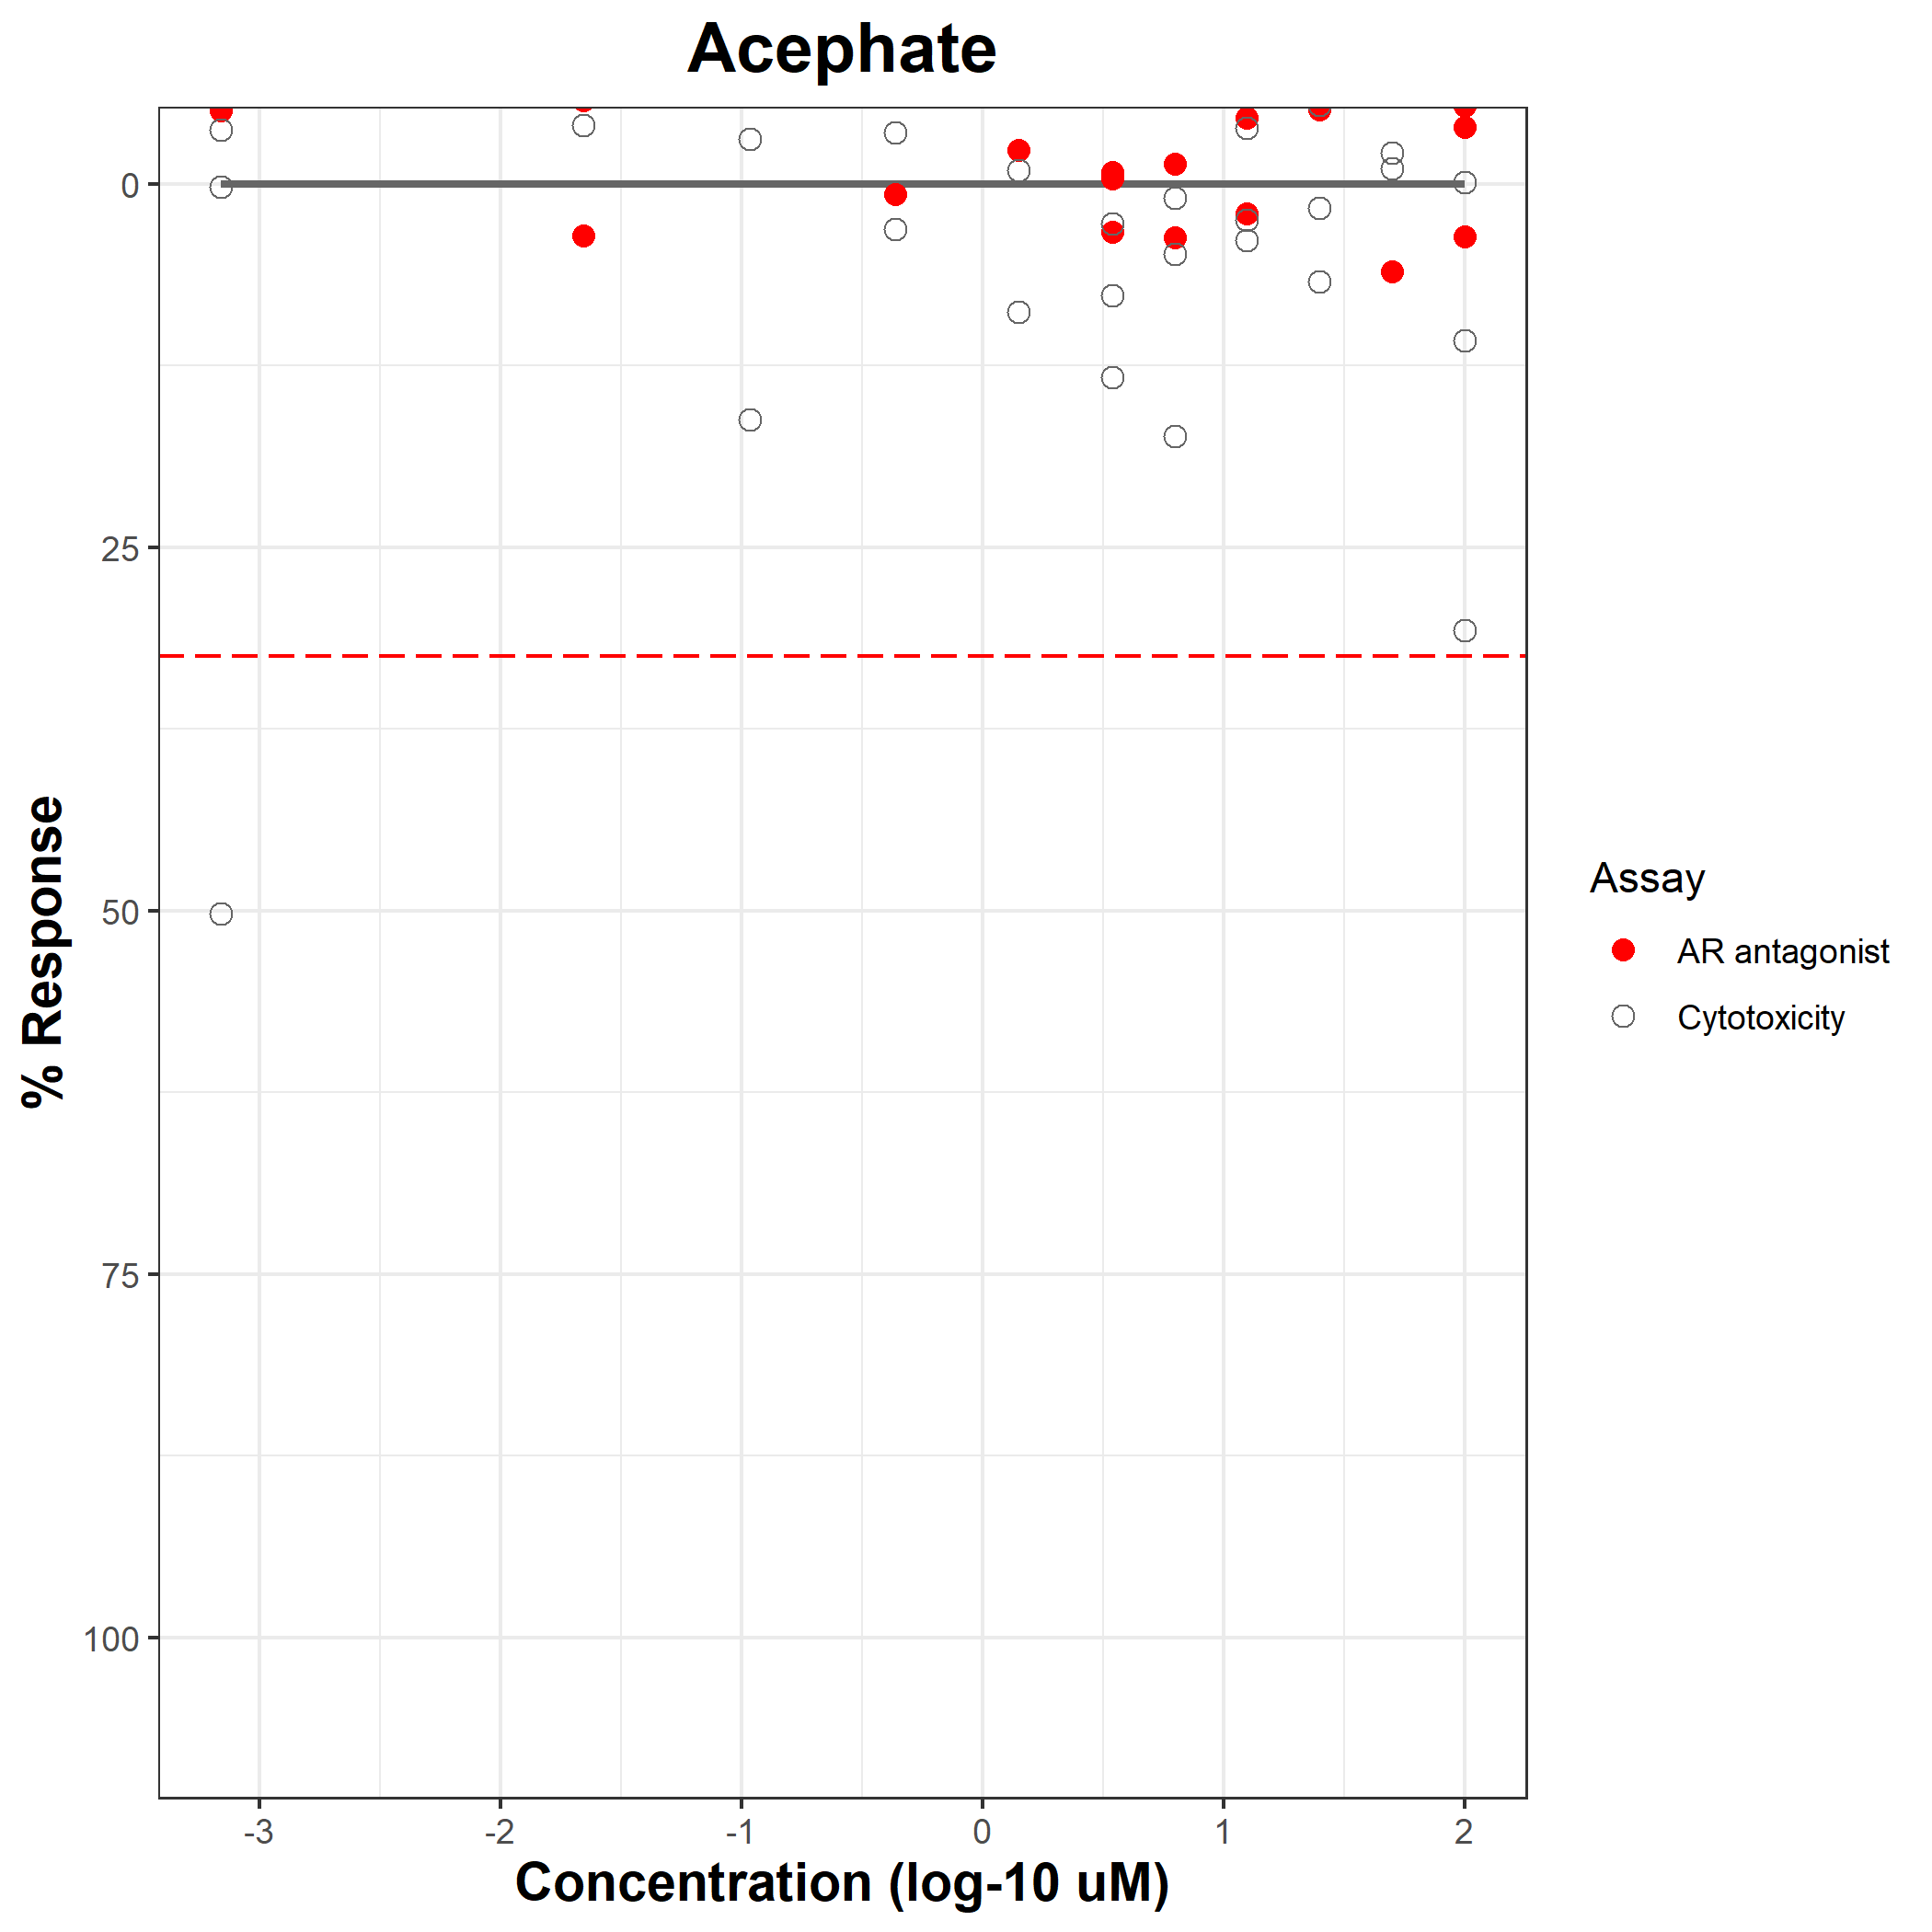 Acephate
% Response
0
25
50
75
100
-3 -2 -1 0 1 2
Concentration (log-10 uM)
Assay
AR antagonist
Cytotoxicity